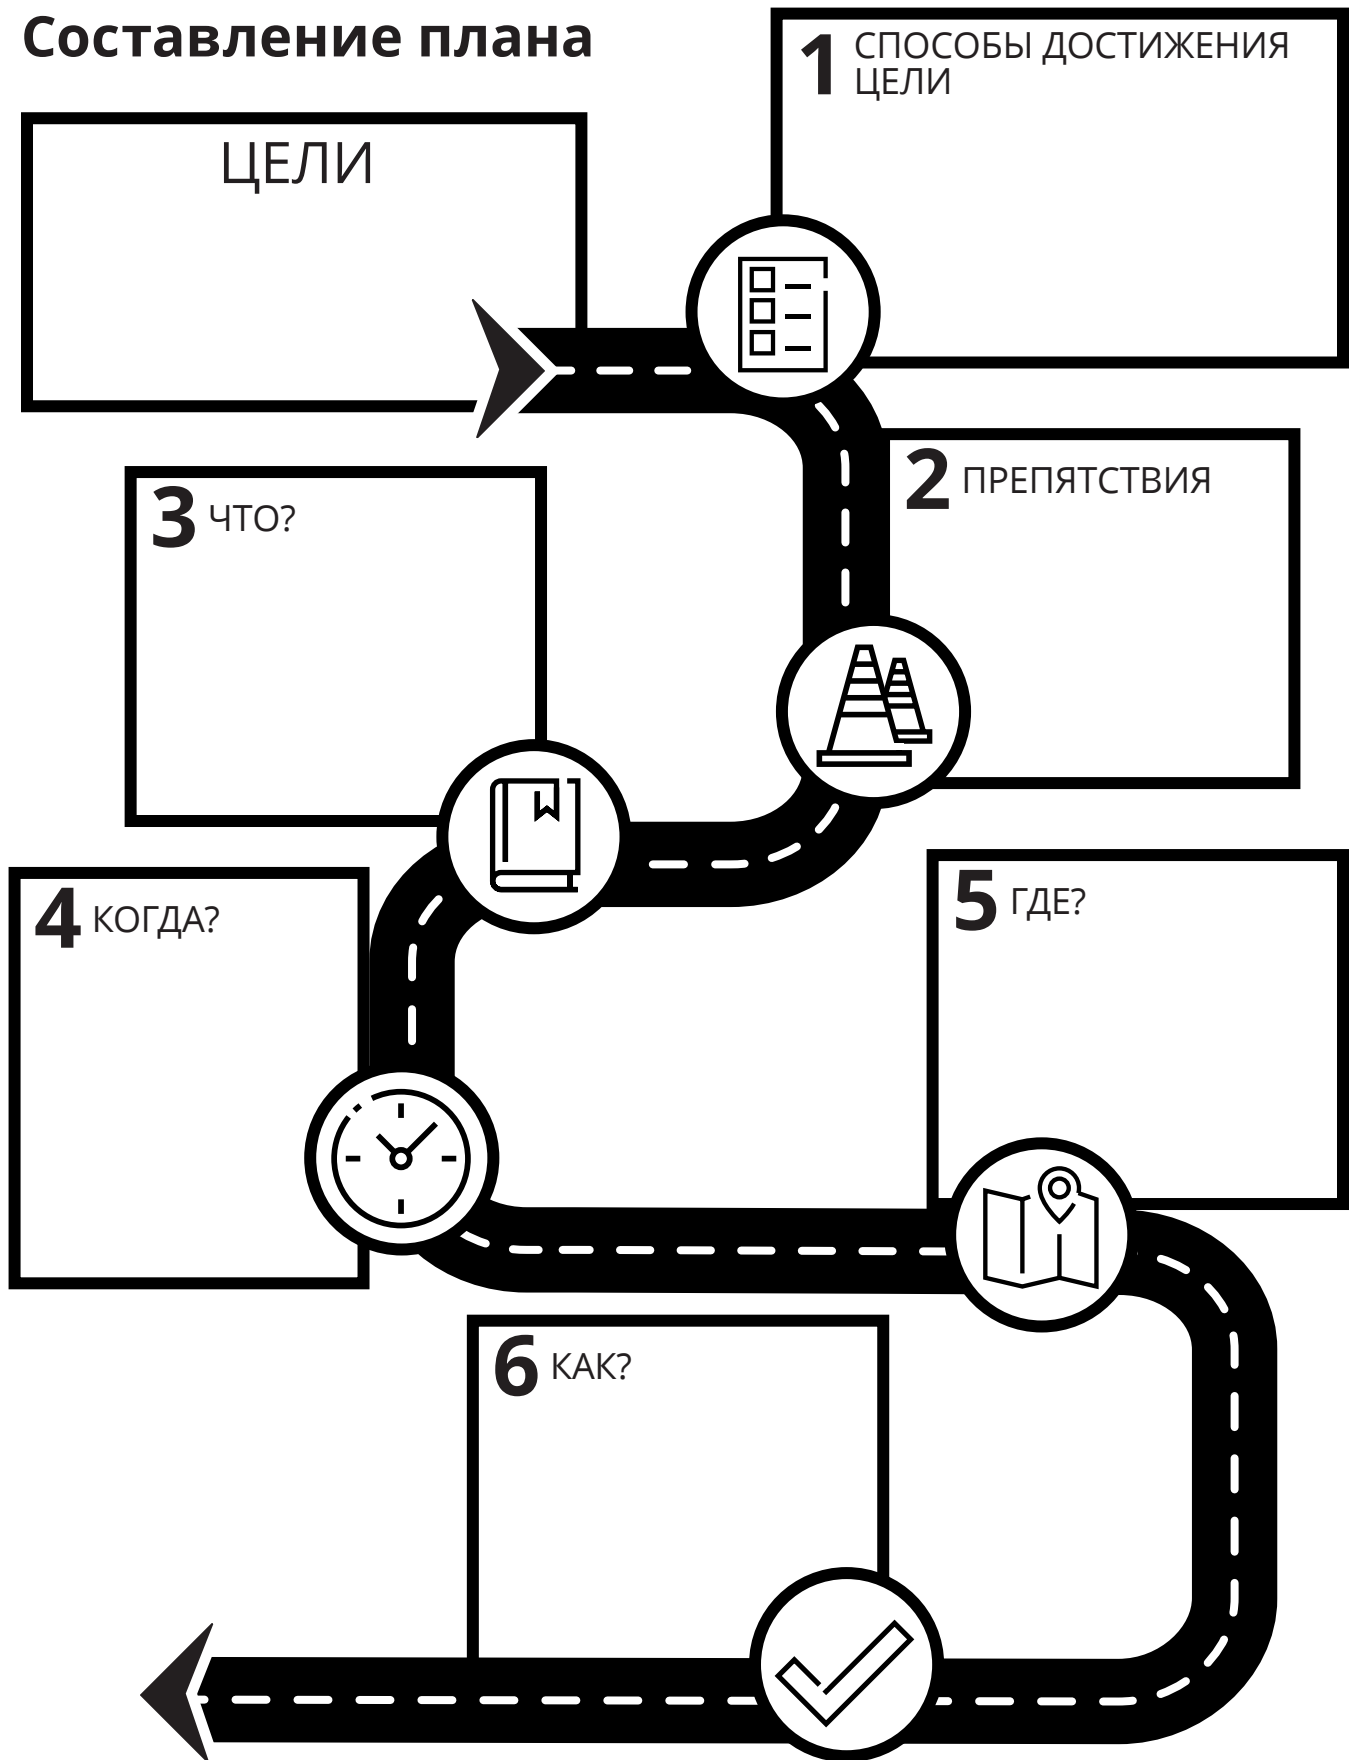 Составление плана
ЦЕЛИ
1 СПОСОБЫ ДОСТИЖЕНИЯ
ЦЕЛИ
2 ПРЕПЯТСТВИЯ
3 ЧТО?
4 КОГДА?
5 ГДЕ?
6 КАК?